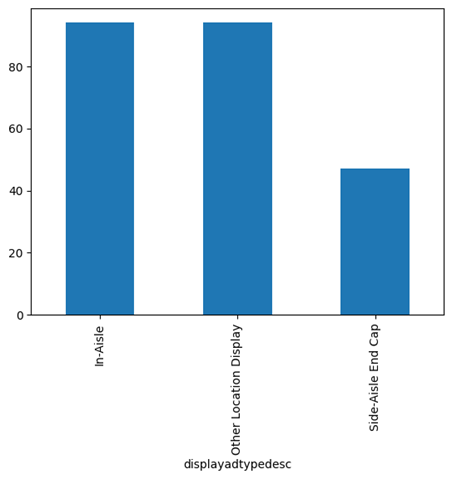 80
60
40
20
0
In-Aisle
Other Location Display
Side-Aisle End Cap
displayadtypedesc